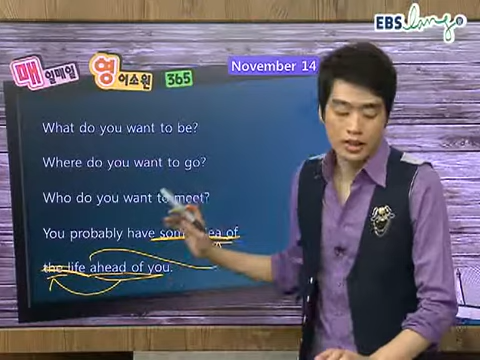 EBSlang
매일매일 영어소원 365
November 14
What do you want to be?
Where do you want to go?
Who do you want to meet?
You probably have some idea of
the life ahead of you.